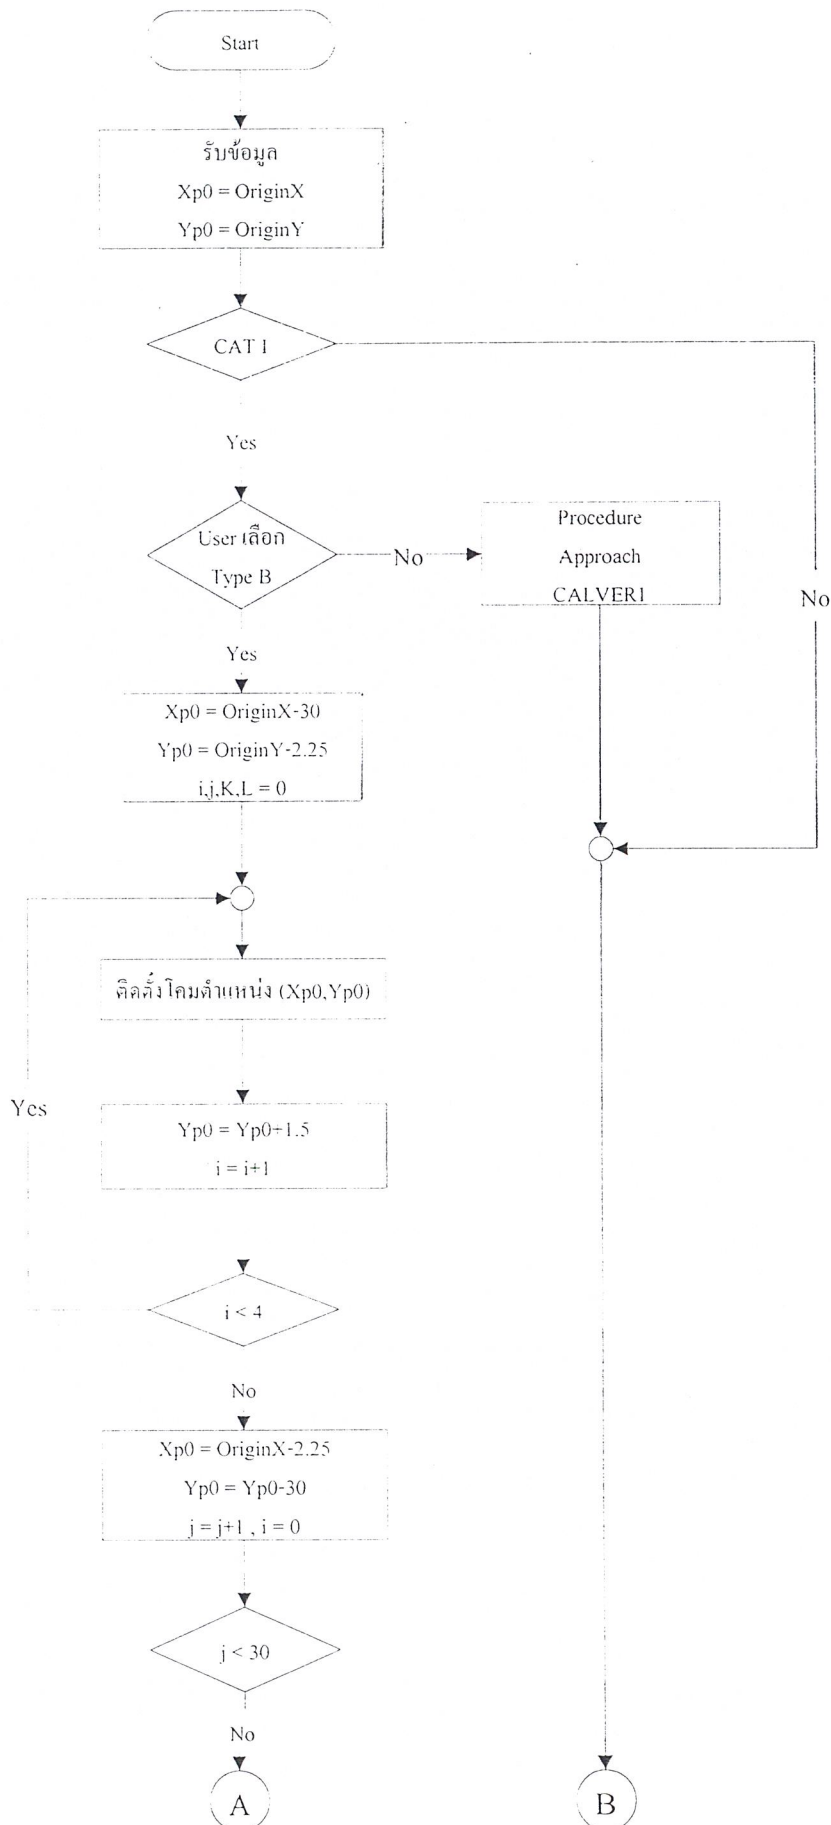 Start
รับข้อมูล
Xp0 = OriginX
Yp0 = OriginY
CAT I
Yes
User เลือก
Type B
No
Procedure
Approach
CALVER1
No
Yes
Xp0 = OriginX-30
Yp0 = OriginY-2.25
i,j,K,L = 0
ติดตั้งโคมตำแหน่ง (Xp0,Yp0)
Yes
Yp0 = Yp0+1.5
i = i+1
i < 4
No
Xp0 = OriginX-2.25
Yp0 = Yp0-30
j = j+1 , i = 0
j < 30
No
A
B